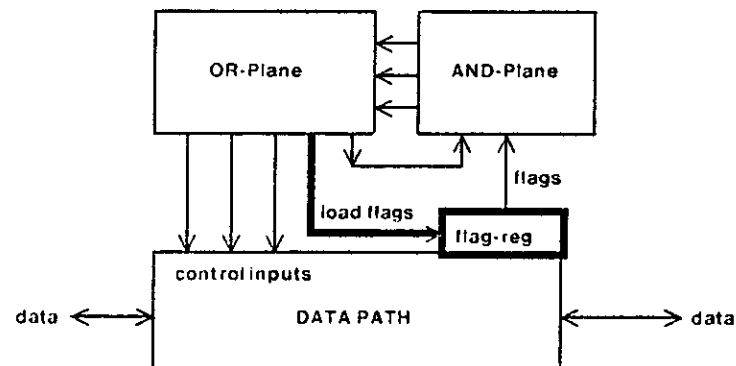 OR-Plane
AND-Plane
flags
load flags
flag-reg
control inputs
data
DATA PATH
data